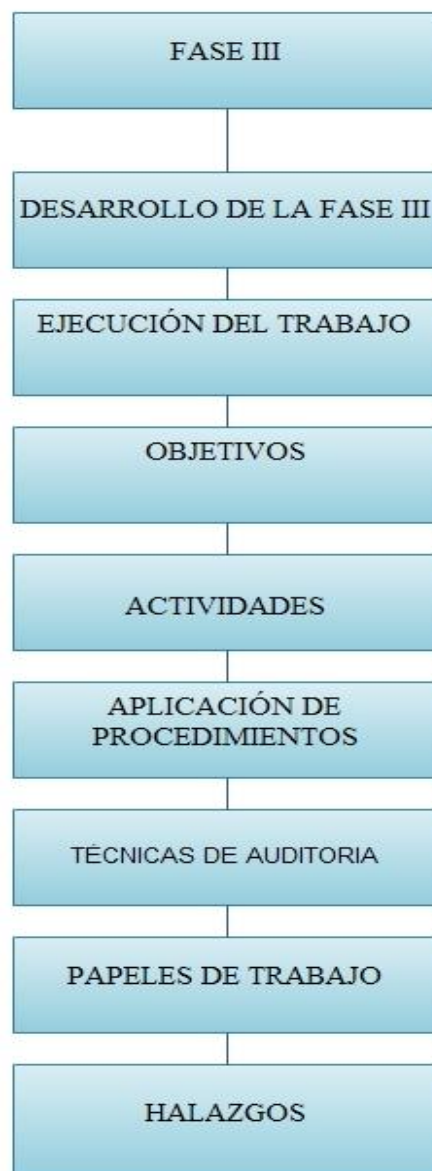 FASE III
DESARROLLO DE LA FASE III
EJECUCIÓN DEL TRABAJO
OBJETIVOS
ACTIVIDADES
APLICACIÓN DE
PROCEDIMIENTOS
TÉCNICAS DE AUDITORIA
PAPELES DE TRABAJO
HALAZGOS